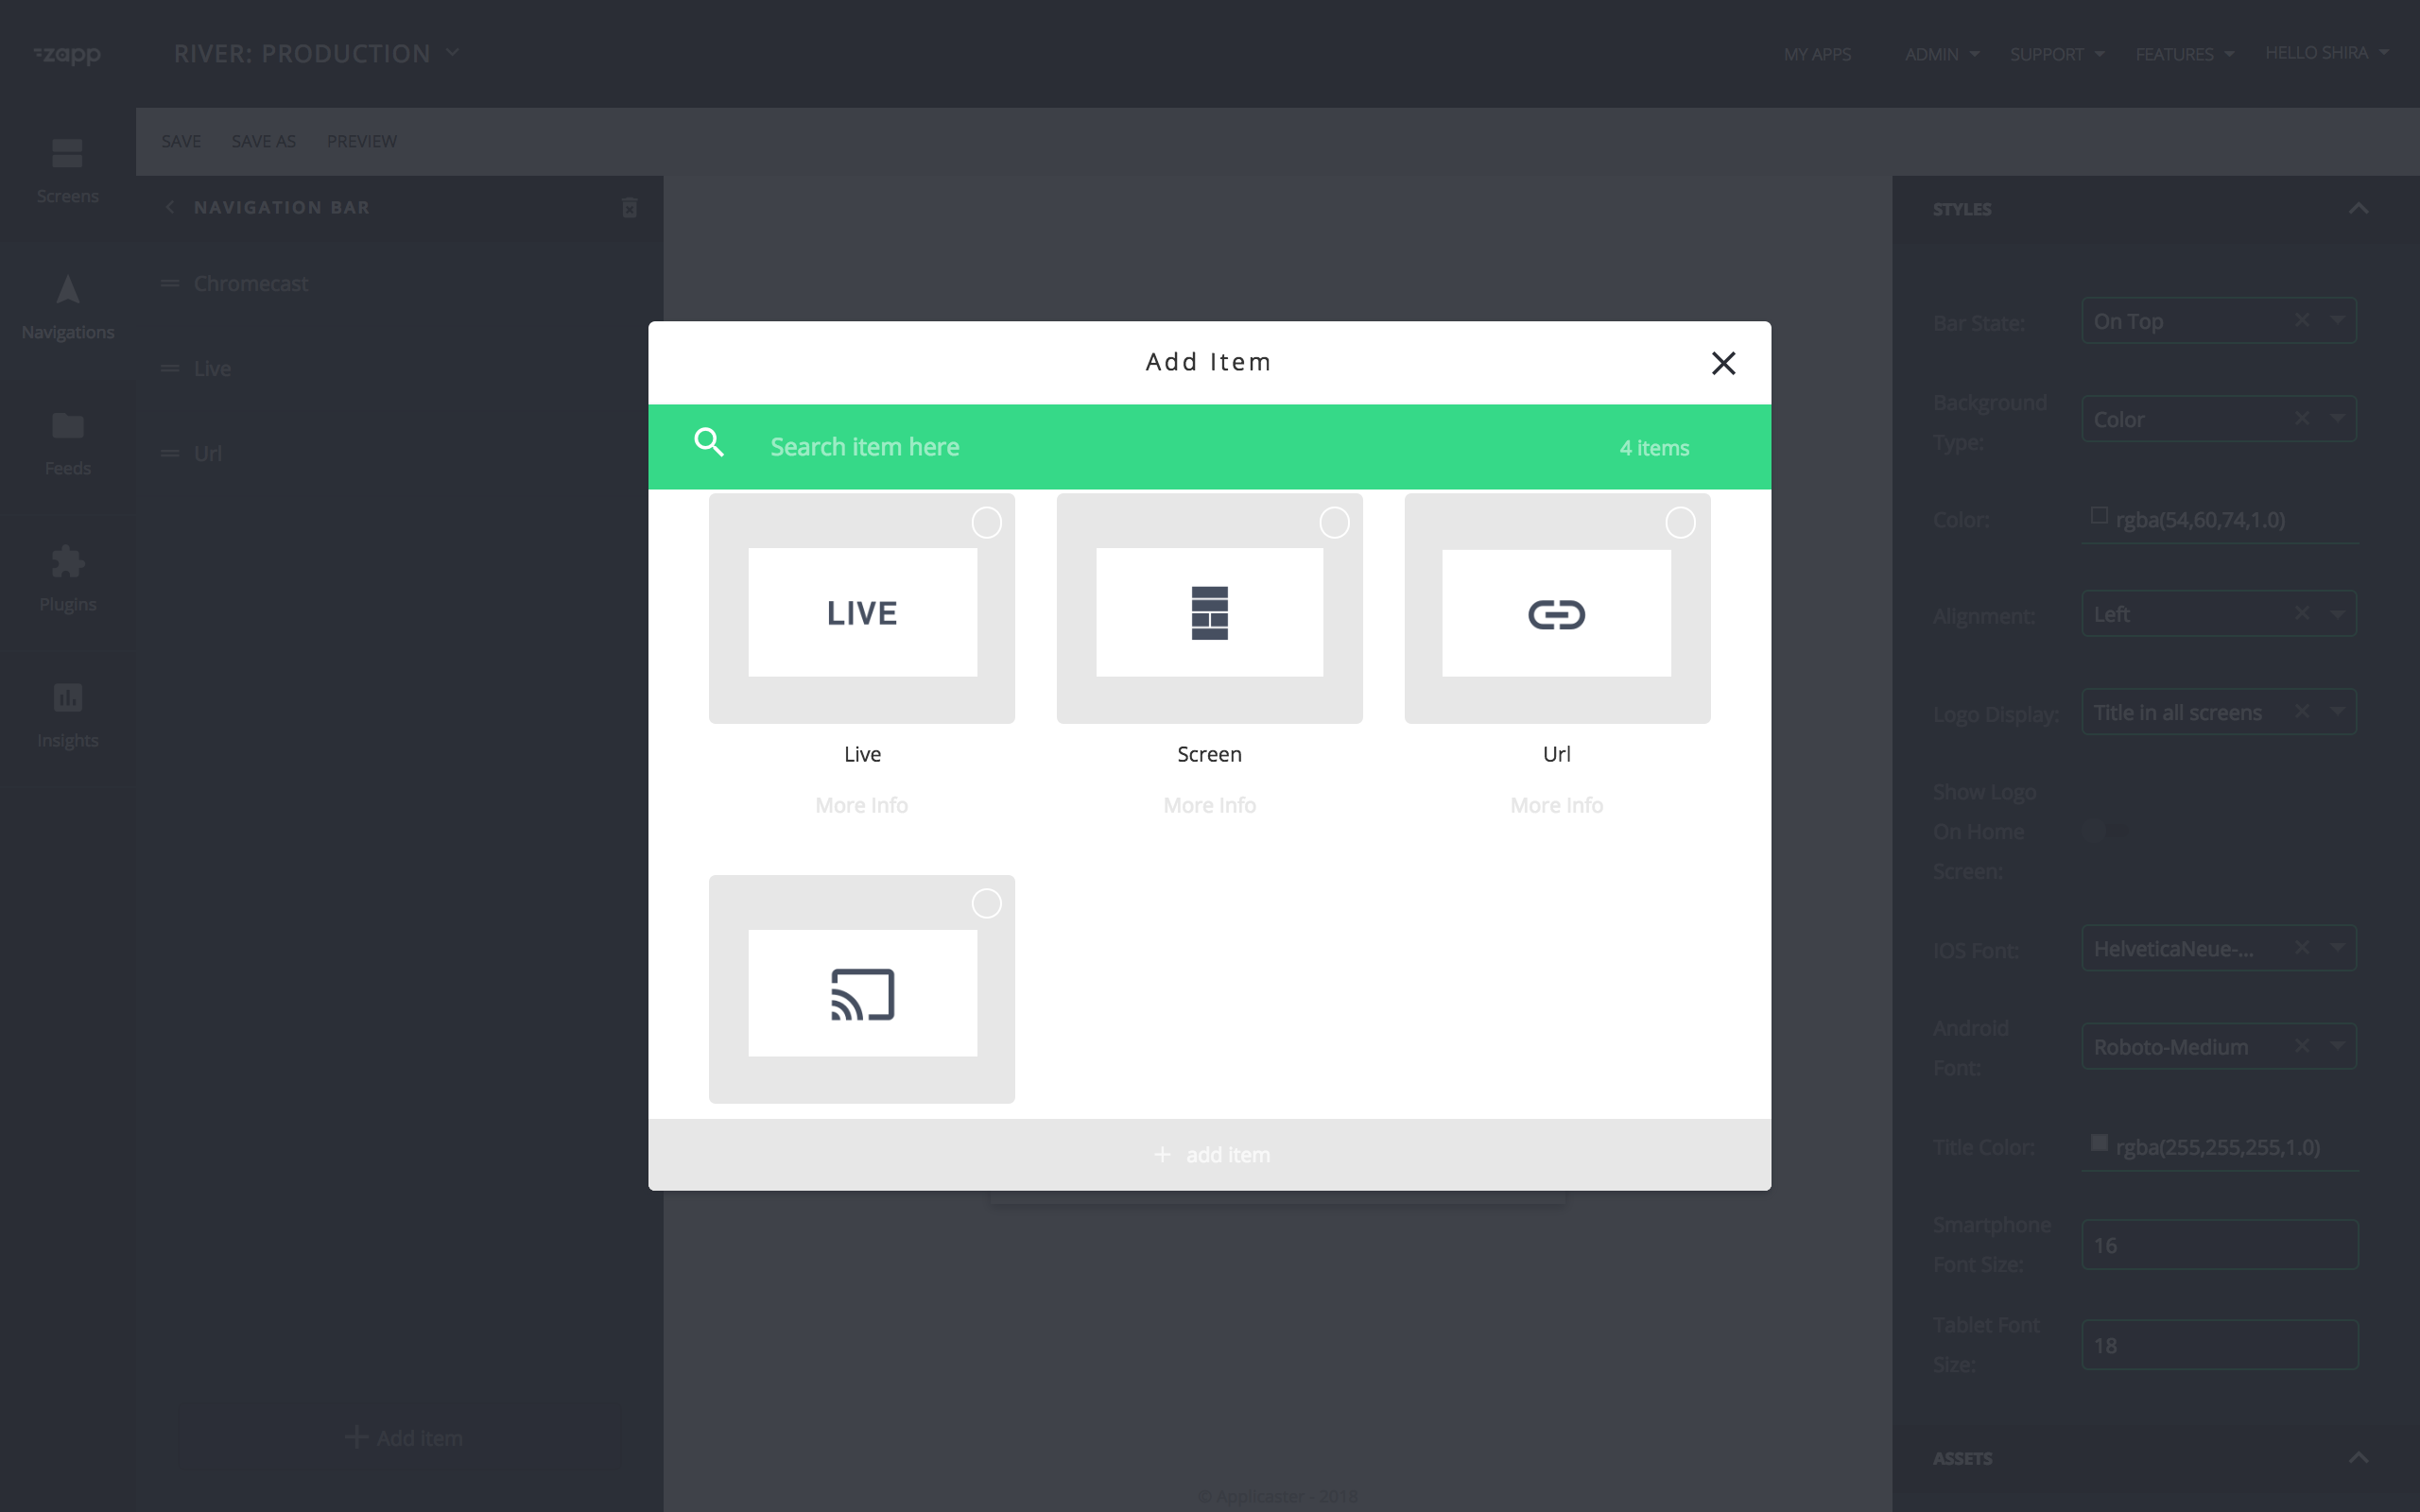 zapp
RIVER: PRODUCTION
MY APPS
ADMIN
SUPPORT
FEATURES
HELLO SHIRA
SAVE
SAVE AS
PREVIEW
Screens
Navigations
Feeds
Plugins
Insights
NAVIGATION BAR
Chromecast
Live
Url
Add item
Add Item
Search item here
4 items
LIVE
Live
More Info
Screen
More Info
Url
More Info
+ add item
© Applicaster - 2018
STYLES
Bar State:
On Top
Background
Type:
Color
Color:
rgba(54,60,74,1.0)
Alignment:
Left
Logo Display:
Title in all screens
Show Logo
On Home
Screen:
IOS Font:
HelveticaNeue-...
Android
Font:
Roboto-Medium
Title Color:
rgba(255,255,255,1.0)
Smartphone
Font Size:
16
Tablet Font
Size:
18
ASSETS